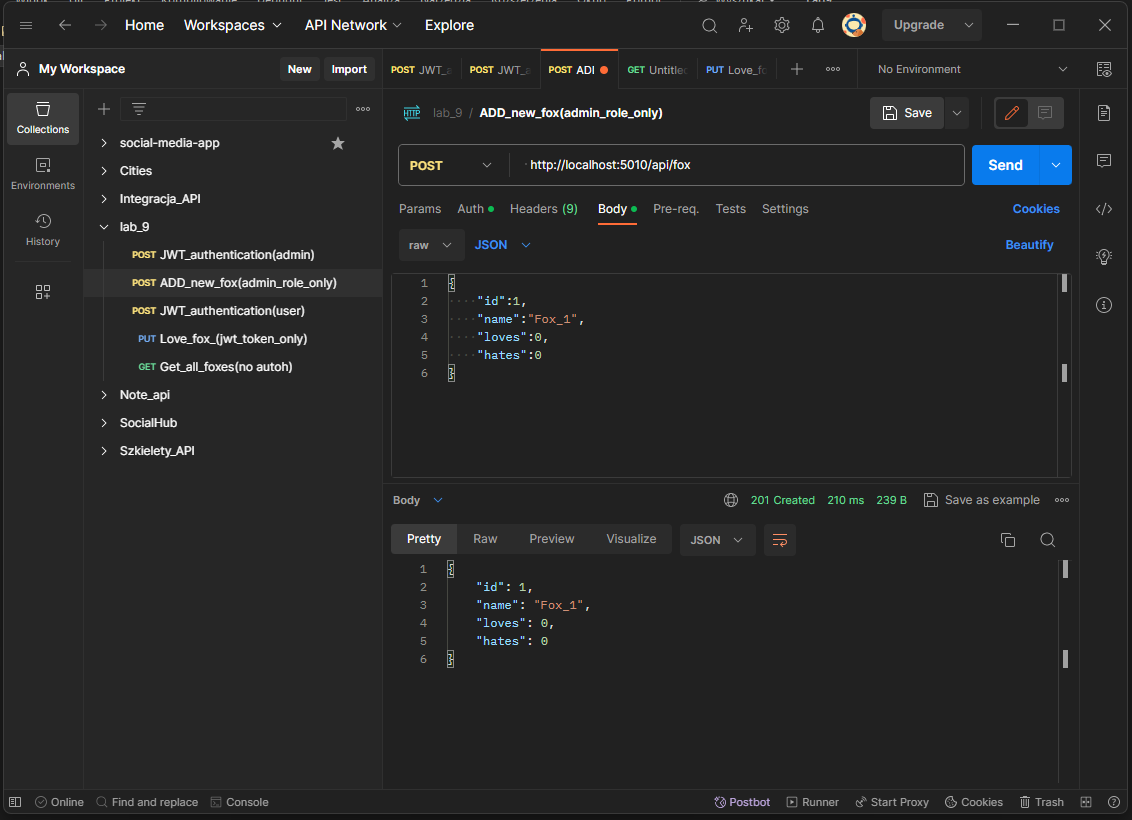 Home Workspaces API Network Explore Upgrade
My Workspace New Import
POST JWT_a POST JWT_a POST ADI GET Untitle PUT Love_fo No Environment
Collections
Environments
History
social-media-app
Cities
Integracja_API
lab_9
POST JWT_authentication(admin)
POST ADD_new_fox(admin_role_only)
POST JWT_authentication(user)
PUT Love_fox_(jwt_token_only)
GET Get_all_foxes(no autoh)
Note_api
SocialHub
Szkielety_API
HTTP lab_9 / ADD_new_fox(admin_role_only) Save
POST http://localhost:5010/api/fox Send
Params Auth Headers (9) Body Pre-req. Tests Settings Cookies
raw JSON Beautify
1 {
2 "id":1,
3 "name":"Fox_1",
4 "loves":0,
5 "hates":0
6 }
Body 201 Created 210 ms 239 B Save as example
Pretty Raw Preview Visualize JSON
1 {
2 "id": 1,
3 "name": "Fox_1",
4 "loves": 0,
5 "hates": 0
6 }
Online Find and replace Console Postbot Runner Start Proxy Cookies Trash